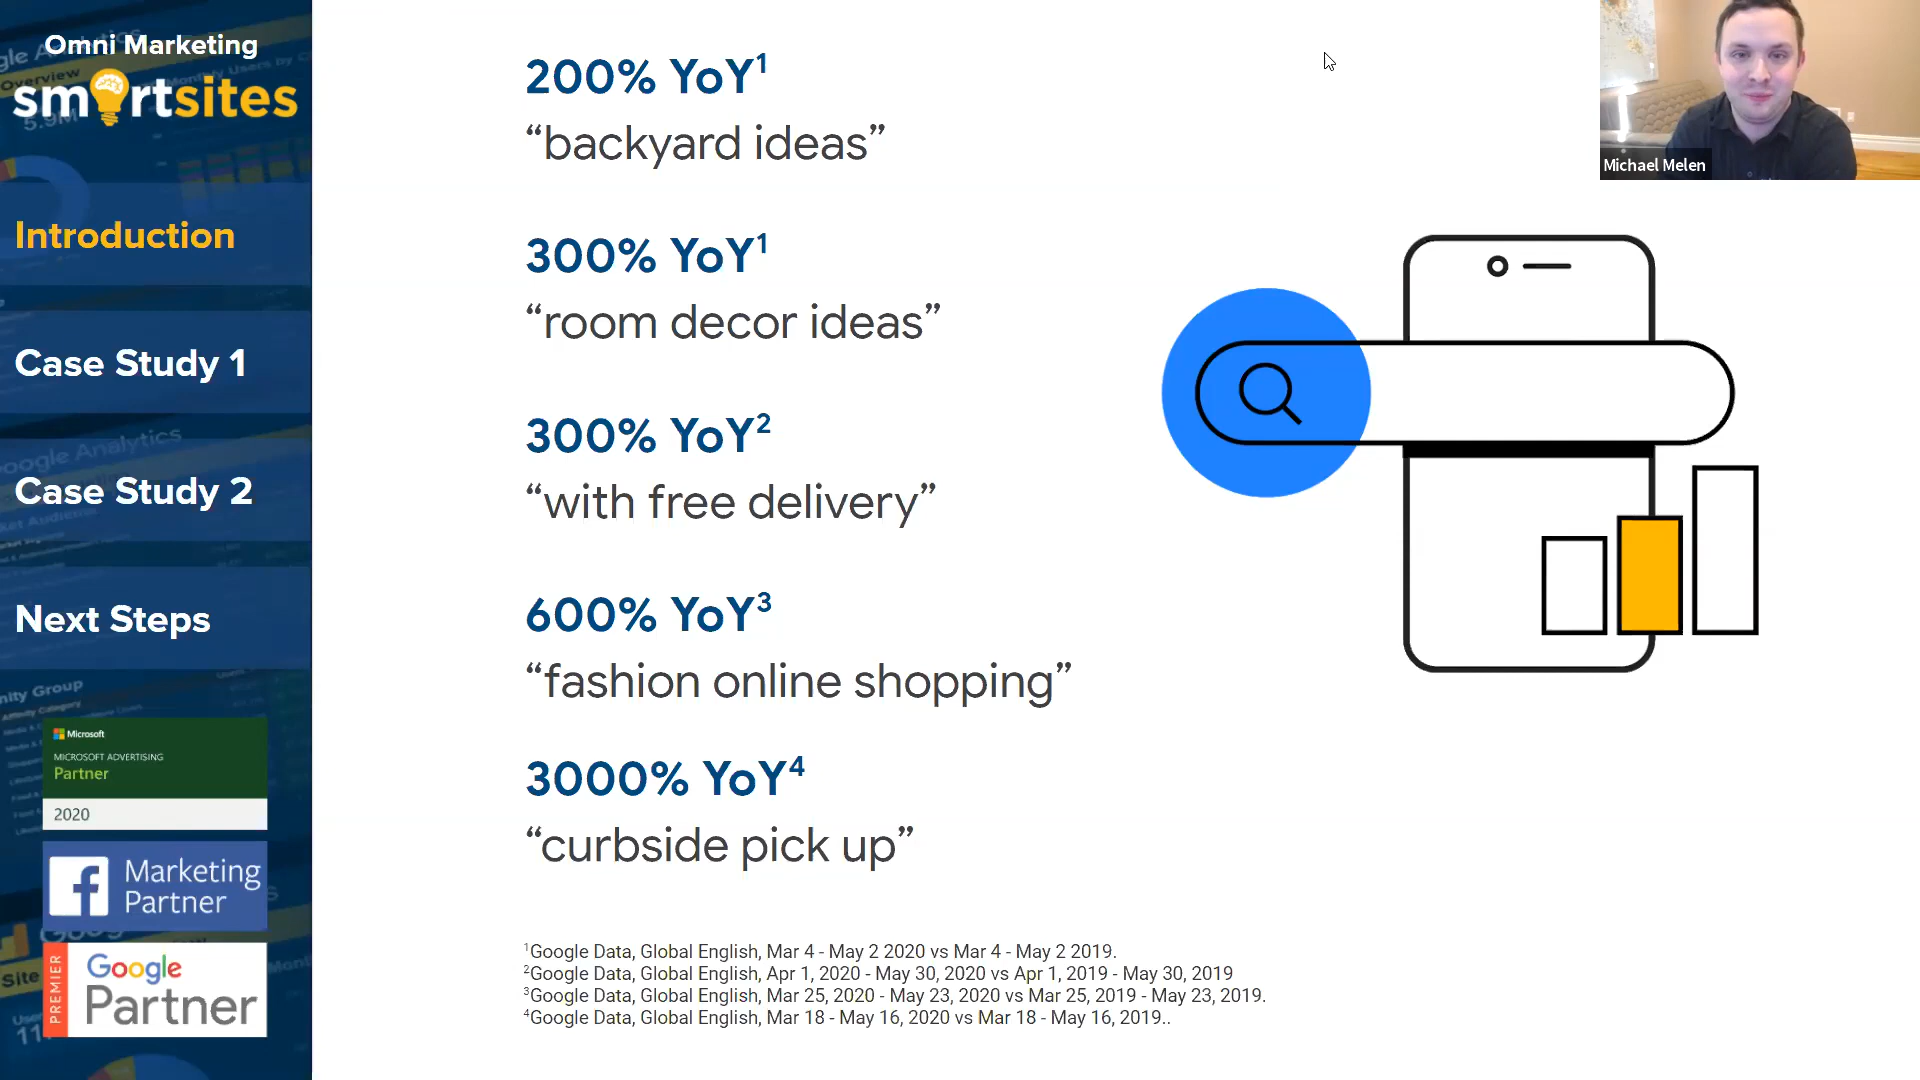 Omni Marketing
smartsites
Introduction
Case Study 1
Case Study 2
Next Steps
Microsoft
MICROSOFT ADVERTISING
Partner
2020
Marketing
Partner
PREMIER
Google
Partner
200% YoY¹
“backyard ideas”
300% YoY¹
“room decor ideas”
300% YoY²
“with free delivery”
600% YoY³
“fashion online shopping”
3000% YoY⁴
“curbside pick up”
¹Google Data, Global English, Mar 4 - May 2 2020 vs Mar 4 - May 2 2019.
²Google Data, Global English, Apr 1, 2020 - May 30, 2020 vs Apr 1, 2019 - May 30, 2019
³Google Data, Global English, Mar 25, 2020 - May 23, 2020 vs Mar 25, 2019 - May 23, 2019.
⁴Google Data, Global English, Mar 18 - May 16, 2020 vs Mar 18 - May 16, 2019..
Michael Melen